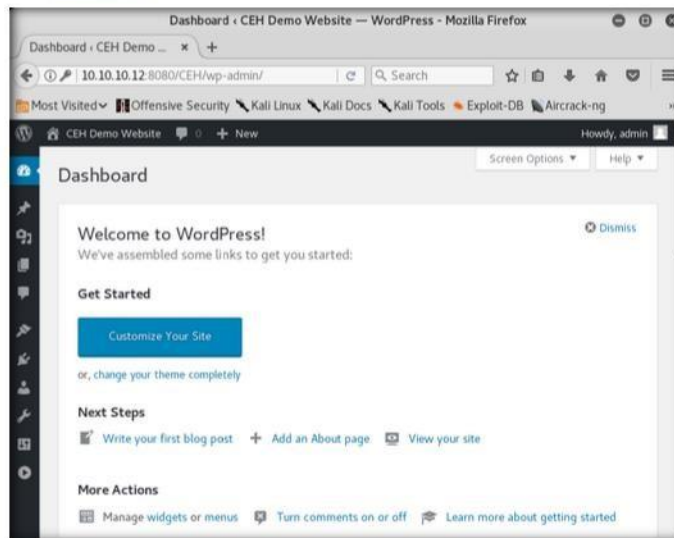 Dashboard ‹ CEH Demo Website — WordPress - Mozilla Firefox
Dashboard ‹ CEH Demo ...
10.10.10.12:8080/CEH/wp-admin/ Search
Most Visited Offensive Security Kali Linux Kali Docs Kali Tools Exploit-DB Aircrack-ng »
CEH Demo Website 0 + New Howdy, admin
Screen Options Help
Dashboard
Welcome to WordPress! Dismiss
We've assembled some links to get you started:
Get Started
Customize Your Site
or, change your theme completely
Next Steps
Write your first blog post Add an About page View your site
More Actions
Manage widgets or menus Turn comments on or off Learn more about getting started